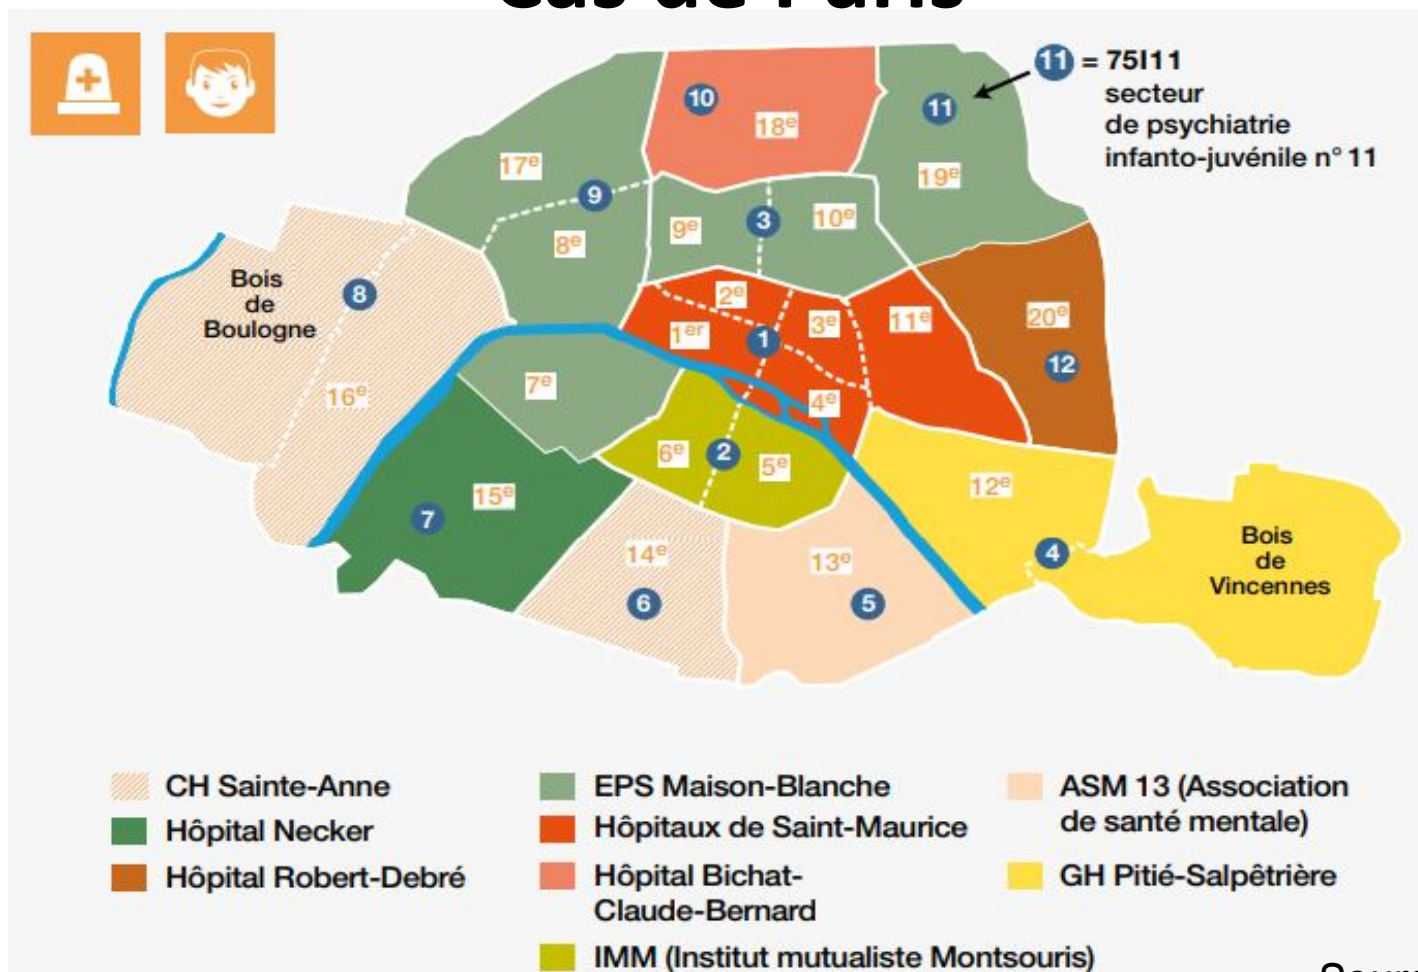 Cas de Paris
11 = 75I11
secteur
de psychiatrie
infanto-juvénile n° 11
10
18e
11
19e
17e
9
8e
9e
3
10e
Bois
de
Boulogne
8
16e
2e
1er
1
3e
11e
4e
20e
12
7e
6e
2
5e
15e
7
12e
14e
6
13e
5
4
Bois
de
Vincennes
CH Sainte-Anne
Hôpital Necker
Hôpital Robert-Debré
EPS Maison-Blanche
Hôpitaux de Saint-Maurice
Hôpital Bichat-
Claude-Bernard
IMM (Institut mutualiste Montsouris)
ASM 13 (Association
de santé mentale)
GH Pitié-Salpêtrière